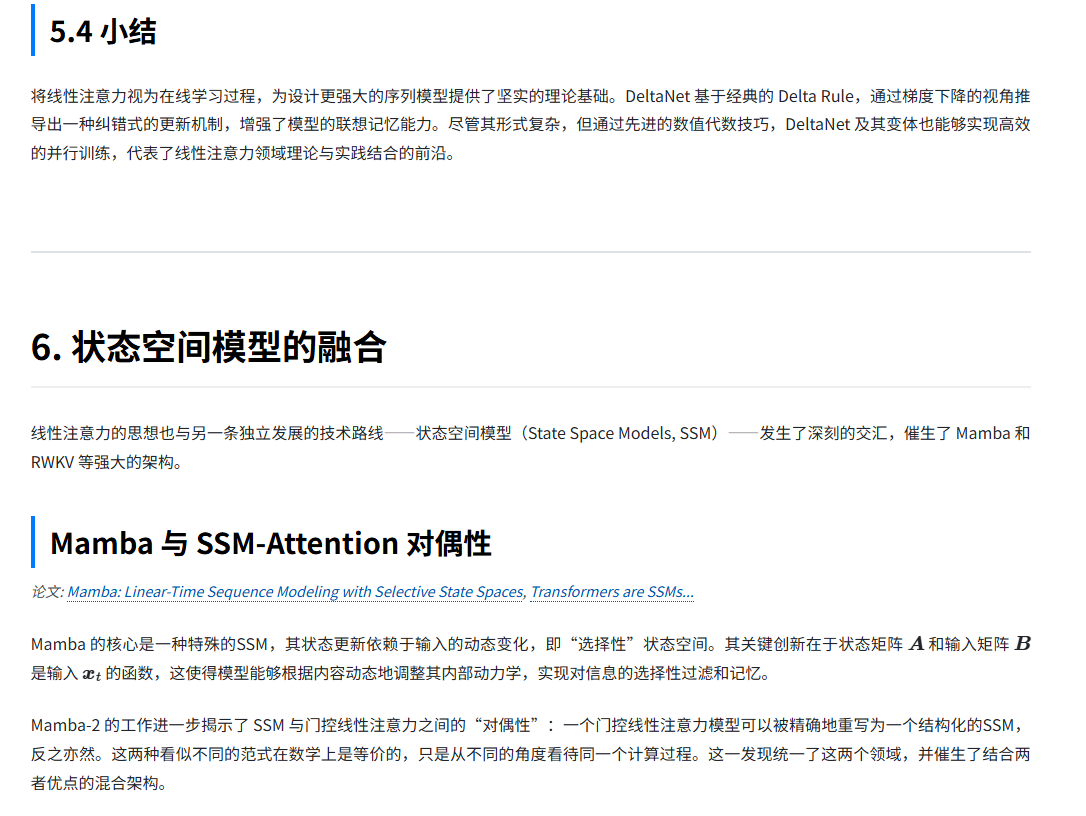 5.4 小结
将线性注意力视为在线学习过程，为设计更强大的序列模型提供了坚实的理论基础。DeltaNet 基于经典的 Delta Rule，通过梯度下降的视角推
导出一种纠错式的更新机制，增强了模型的联想记忆能力。尽管其形式复杂，但通过先进的数值代数技巧，DeltaNet 及其变体也能够实现高效
的并行训练，代表了线性注意力领域理论与实践结合的前沿。
6. 状态空间模型的融合
线性注意力的思想也与另一条独立发展的技术路线——状态空间模型（State Space Models, SSM）——发生了深刻的交汇，催生了 Mamba 和
RWKV 等强大的架构。
Mamba 与 SSM-Attention 对偶性
论文: Mamba: Linear-Time Sequence Modeling with Selective State Spaces, Transformers are SSMs...
Mamba 的核心是一种特殊的SSM，其状态更新依赖于输入的动态变化，即“选择性”状态空间。其关键创新在于状态矩阵 A 和输入矩阵 B
是输入 x_t 的函数，这使得模型能够根据内容动态地调整其内部动力学，实现对信息的选择性过滤和记忆。
Mamba-2 的工作进一步揭示了 SSM 与门控线性注意力之间的“对偶性”：一个门控线性注意力模型可以被精确地重写为一个结构化的SSM，
反之亦然。这两种看似不同的范式在数学上是等价的，只是从不同的角度看待同一个计算过程。这一发现统一了这两个领域，并催生了结合两
者优点的混合架构。